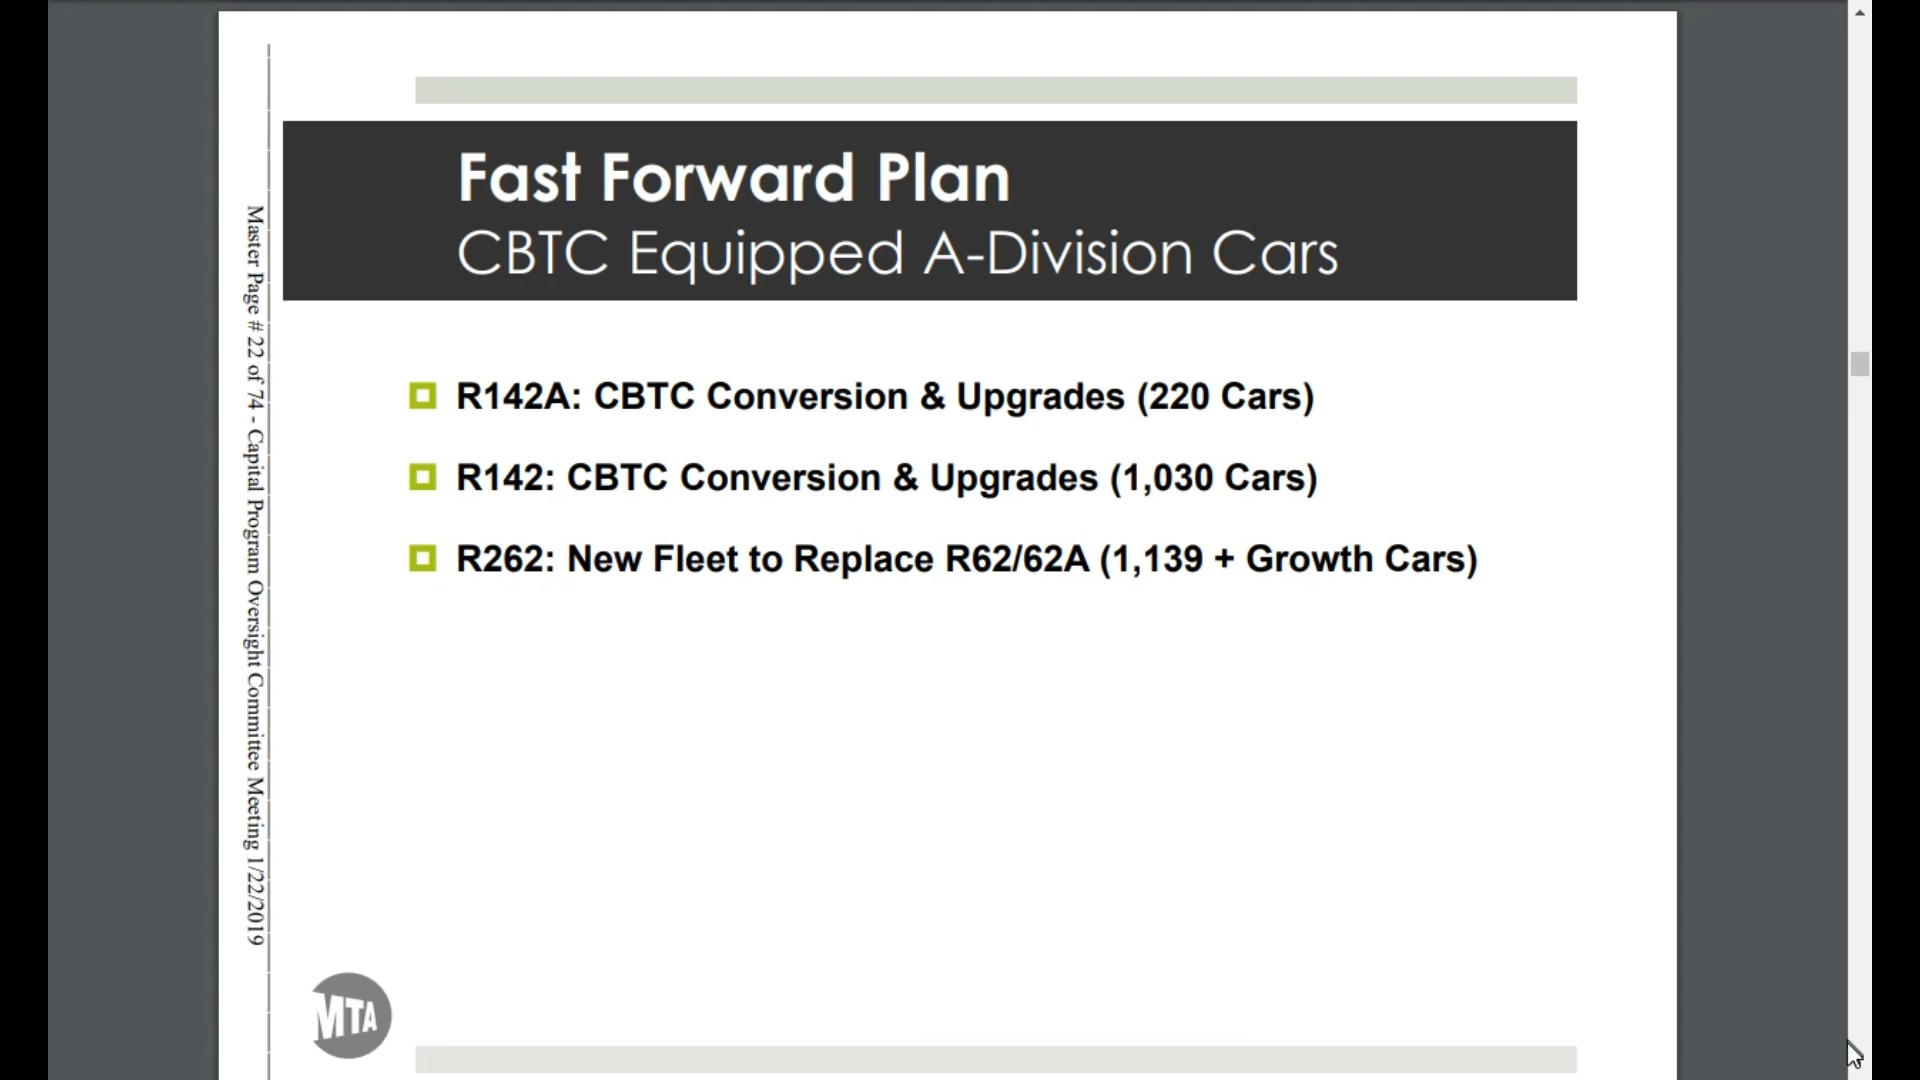 Fast Forward Plan
CBTC Equipped A-Division Cars
R142A: CBTC Conversion & Upgrades (220 Cars)
R142: CBTC Conversion & Upgrades (1,030 Cars)
R262: New Fleet to Replace R62/62A (1,139 + Growth Cars)
Master Page # 22 of 74 - Capital Program Oversight Committee Meeting 1/22/2019
MTA